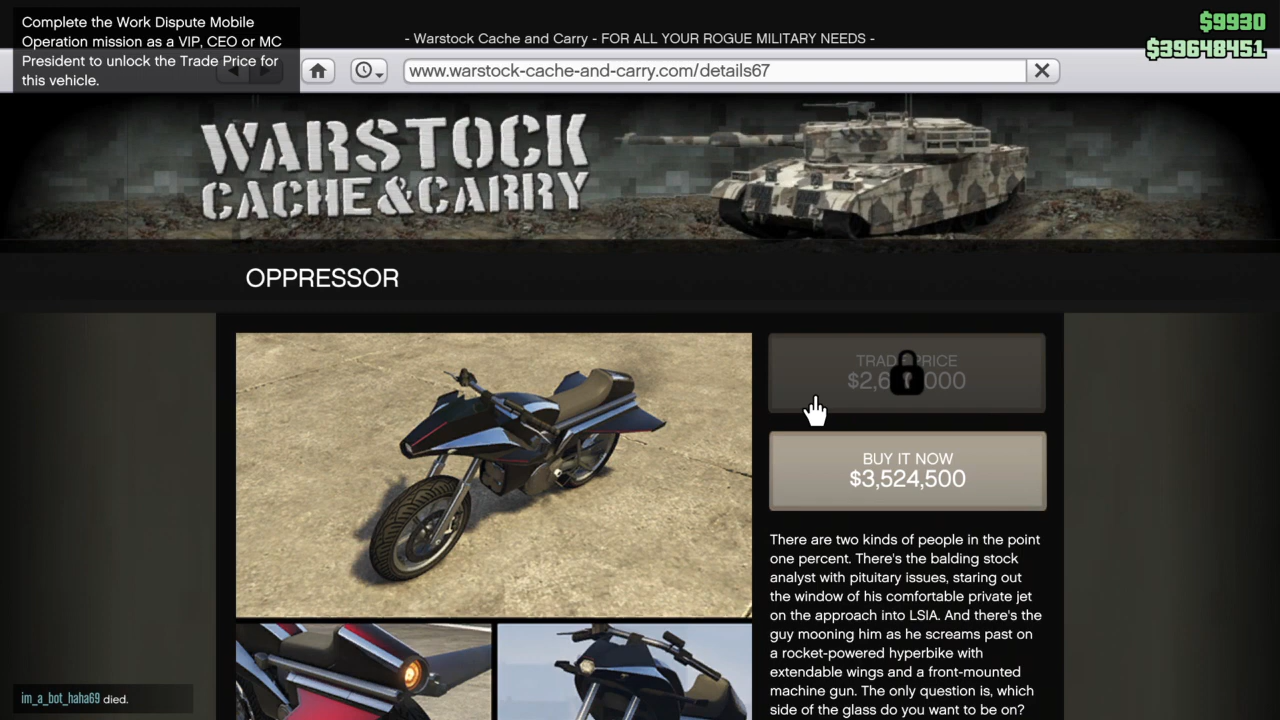 Complete the Work Dispute Mobile
Operation mission as a VIP, CEO or MC
President to unlock the Trade Price for
this vehicle.
$9930
$39648451
- Warstock Cache and Carry - FOR ALL YOUR ROGUE MILITARY NEEDS -
www.warstock-cache-and-carry.com/details67
WARSTOCK
CACHE&CARRY
OPPRESSOR
TRADE PRICE
BUY IT NOW
$3,524,500
There are two kinds of people in the point
one percent. There's the balding stock
analyst with pituitary issues, staring out
the window of his comfortable private jet
on the approach into LSIA. And there's the
guy mooning him as he screams past on
a rocket-powered hyperbike with
extendable wings and a front-mounted
machine gun. The only question is, which
side of the glass do you want to be on?
im_a_bot_haha69 died.